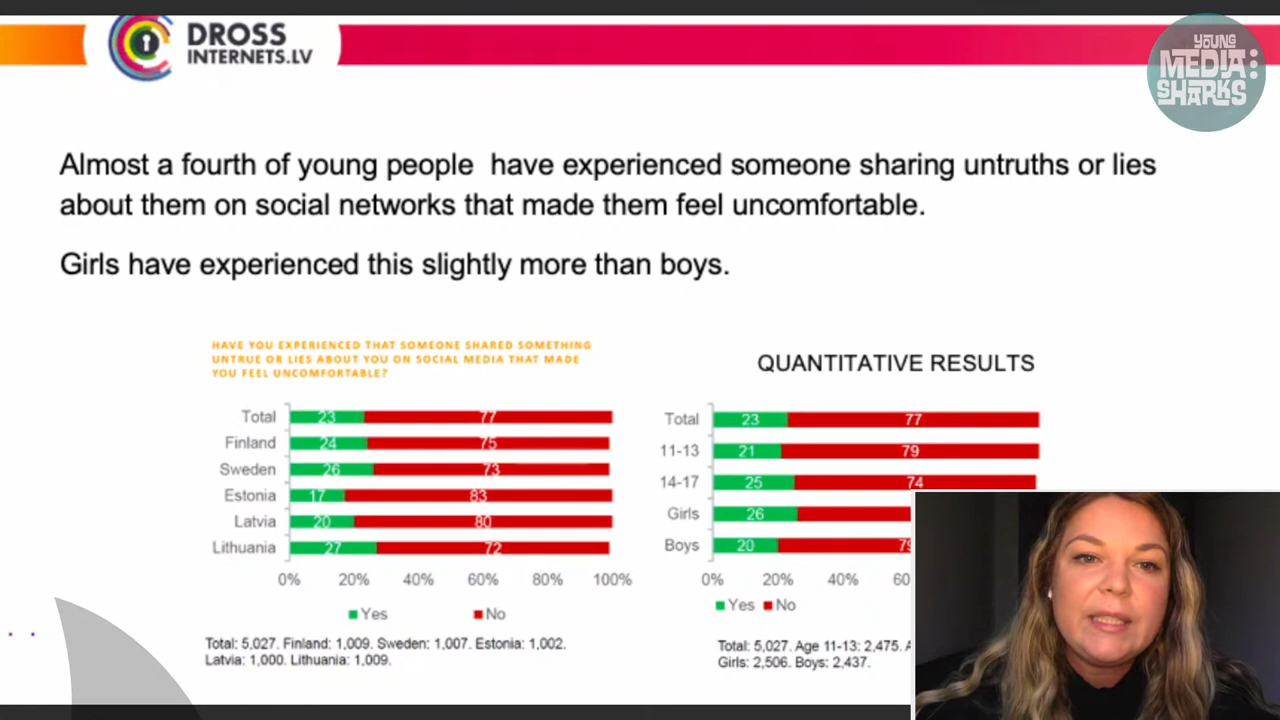 DROSS
INTERNETS.LV
YOUNG
MEDIA:
SHARKS
Almost a fourth of young people have experienced someone sharing untruths or lies
about them on social networks that made them feel uncomfortable.
Girls have experienced this slightly more than boys.
HAVE YOU EXPERIENCED THAT SOMEONE SHARED SOMETHING
UNTRUE OR LIES ABOUT YOU ON SOCIAL MEDIA THAT MADE
YOU FEEL UNCOMFORTABLE?
Total 23 77
Finland 24 75
Sweden 26 73
Estonia 17 83
Latvia 20 80
Lithuania 27 72
0% 20% 40% 60% 80% 100%
Yes No
Total: 5,027. Finland: 1,009. Sweden: 1,007. Estonia: 1,002.
Latvia: 1,000. Lithuania: 1,009.
QUANTITATIVE RESULTS
Total 23 77
11-13 21 79
14-17 25 74
Girls 26
Boys 20
0% 20% 40%
Yes No
Total: 5,027. Age 11-13: 2,475.
Girls: 2,506. Boys: 2,437.